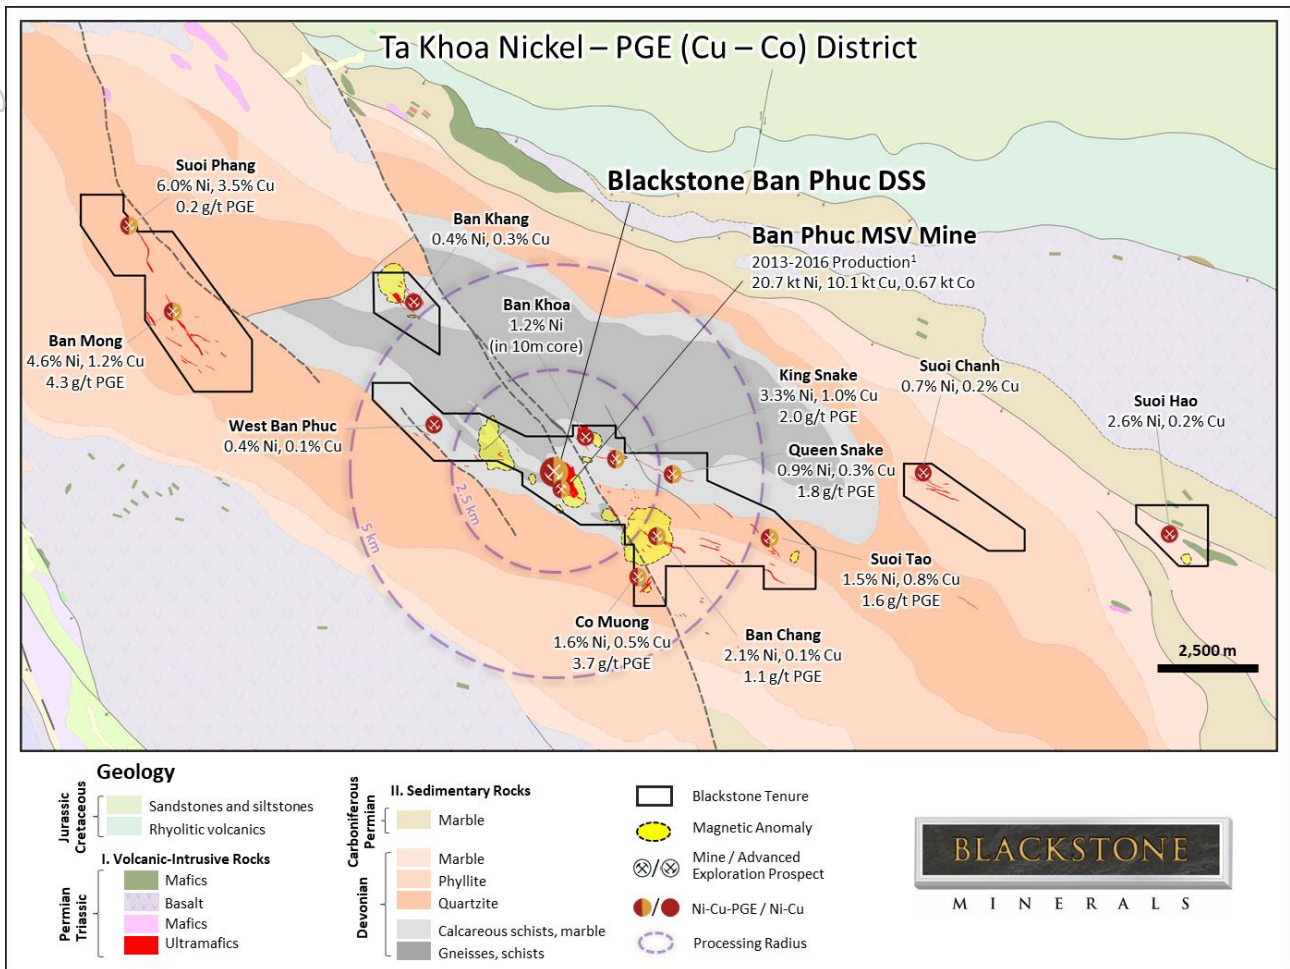 Ta Khoa Nickel – PGE (Cu – Co) District
Suoi Phang
6.0% Ni, 3.5% Cu
0.2 g/t PGE
Blackstone Ban Phuc DSS
Ban Khang
0.4% Ni, 0.3% Cu
Ban Phuc MSV Mine
2013-2016 Production¹
20.7 kt Ni, 10.1 kt Cu, 0.67 kt Co
Ban Khoa
1.2% Ni
(in 10m core)
Ban Mong
4.6% Ni, 1.2% Cu
4.3 g/t PGE
King Snake
3.3% Ni, 1.0% Cu
2.0 g/t PGE
Suoi Chanh
0.7% Ni, 0.2% Cu
Suoi Hao
2.6% Ni, 0.2% Cu
West Ban Phuc
0.4% Ni, 0.1% Cu
Queen Snake
0.9% Ni, 0.3% Cu
1.8 g/t PGE
2.5 km
5 km
Suoi Tao
1.5% Ni, 0.8% Cu
1.6 g/t PGE
Co Muong
1.6% Ni, 0.5% Cu
3.7 g/t PGE
Ban Chang
2.1% Ni, 0.1% Cu
1.1 g/t PGE
2,500 m
Geology
Jurassic
Cretaceous
Sandstones and siltstones
Rhyolitic volcanics
I. Volcanic-Intrusive Rocks
Permian
Triassic
Mafics
Basalt
Mafics
Ultramafics
II. Sedimentary Rocks
Carboniferous
Permian
Marble
Devonian
Marble
Phyllite
Quartzite
Calcareous schists, marble
Gneisses, schists
Blackstone Tenure
Magnetic Anomaly
Mine / Advanced
Exploration Prospect
Ni-Cu-PGE / Ni-Cu
Processing Radius
BLACKSTONE
MINERALS